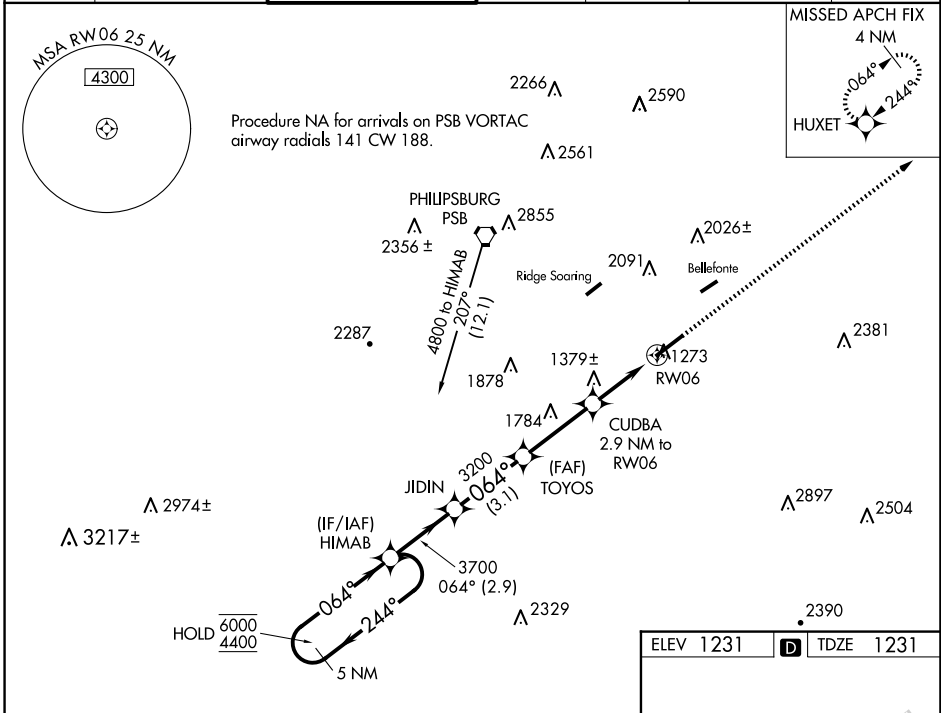 MISSED APCH FIX
4 NM
064°
244°
HUXET
MSA RW06 25 NM
4300
Procedure NA for arrivals on PSB VORTAC
airway radials 141 CW 188.
2266
2590
2561
PHILIPSBURG
PSB
2855
2356 ±
2026±
2091
Ridge Soaring
Bellefonte
4800 to HIMAB
207°
(12.1)
2287
2381
1878
1379±
1273
RW06
1784
CUDBA
2.9 NM to
RW06
3200
064°
(3.1)
(FAF)
TOYOS
JIDIN
2974±
3217±
2897
2504
(IF/IAF)
HIMAB
3700
064° (2.9)
064°
244°
2329
2390
HOLD 6000
4400
5 NM
ELEV 1231 D TDZE 1231